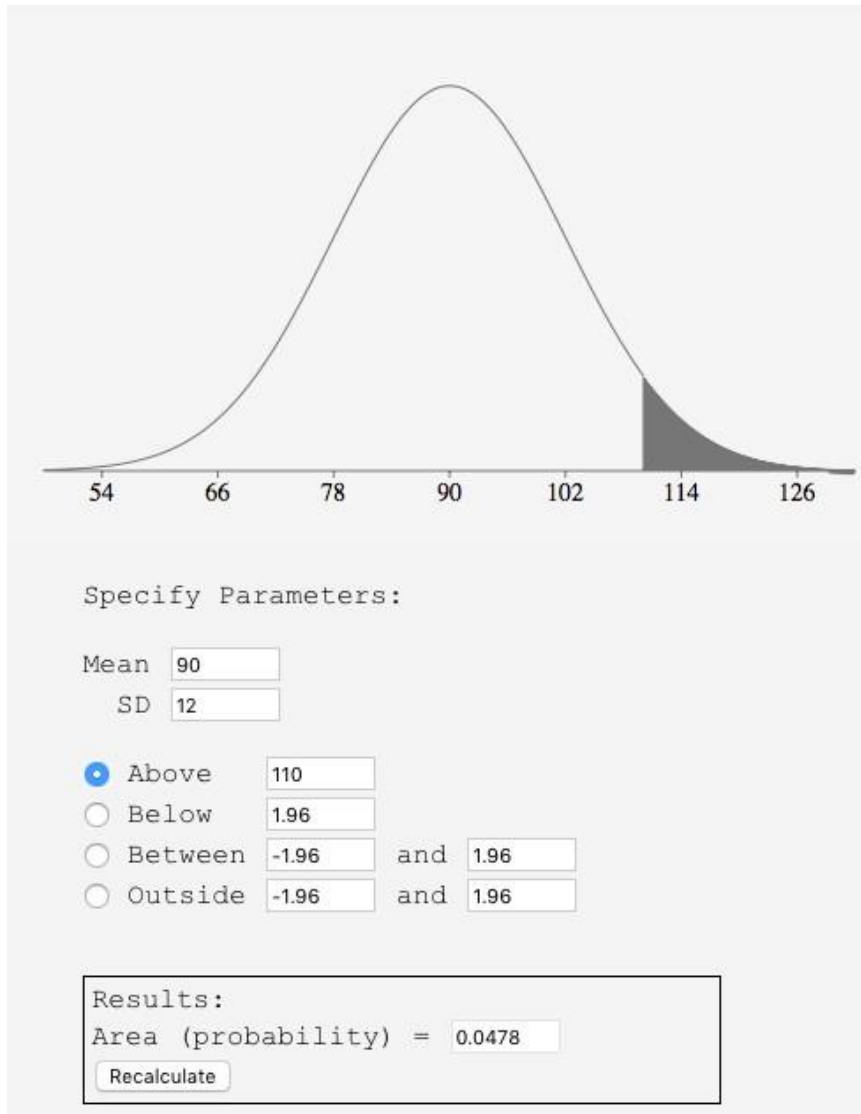 54 66 78 90 102 114 126
Specify Parameters:
Mean 90
SD 12
Above 110
Below 1.96
Between -1.96 and 1.96
Outside -1.96 and 1.96
Results:
Area (probability) = 0.0478
Recalculate